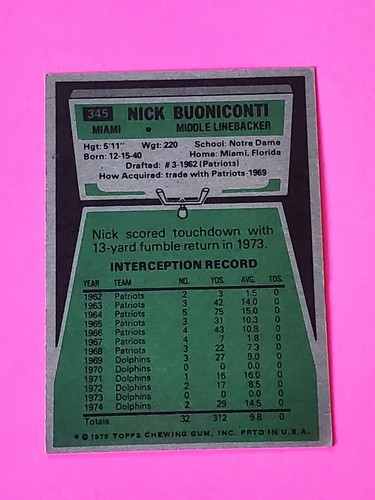 345 NICK BUONICONTI
MIAMI • MIDDLE LINEBACKER
Hgt: 5'11" Wgt: 220 School: Notre Dame
Born: 12-15-40 Home: Miami, Florida
Drafted: #3-1962 (Patriots)
How Acquired: trade with Patriots-1969
Nick scored touchdown with
13-yard fumble return in 1973.
INTERCEPTION RECORD
YEAR TEAM NO. YDS. AVG. TDS.
1962 Patriots 2 3 1.5 0
1963 Patriots 3 42 14.0 0
1964 Patriots 5 75 15.0 0
1965 Patriots 3 31 10.3 0
1966 Patriots 4 43 10.8 0
1967 Patriots 4 7 1.8 0
1968 Patriots 3 22 7.3 0
1969 Dolphins 3 27 9.0 0
1970 Dolphins 0 0 0.0 0
1971 Dolphins 1 16 16.0 0
1972 Dolphins 2 17 8.5 0
1973 Dolphins 0 0 0.0 0
1974 Dolphins 2 29 14.5 0
Totals 32 312 9.8 0
★ © 1975 TOPPS CHEWING GUM, INC. PRTD IN U.S.A.